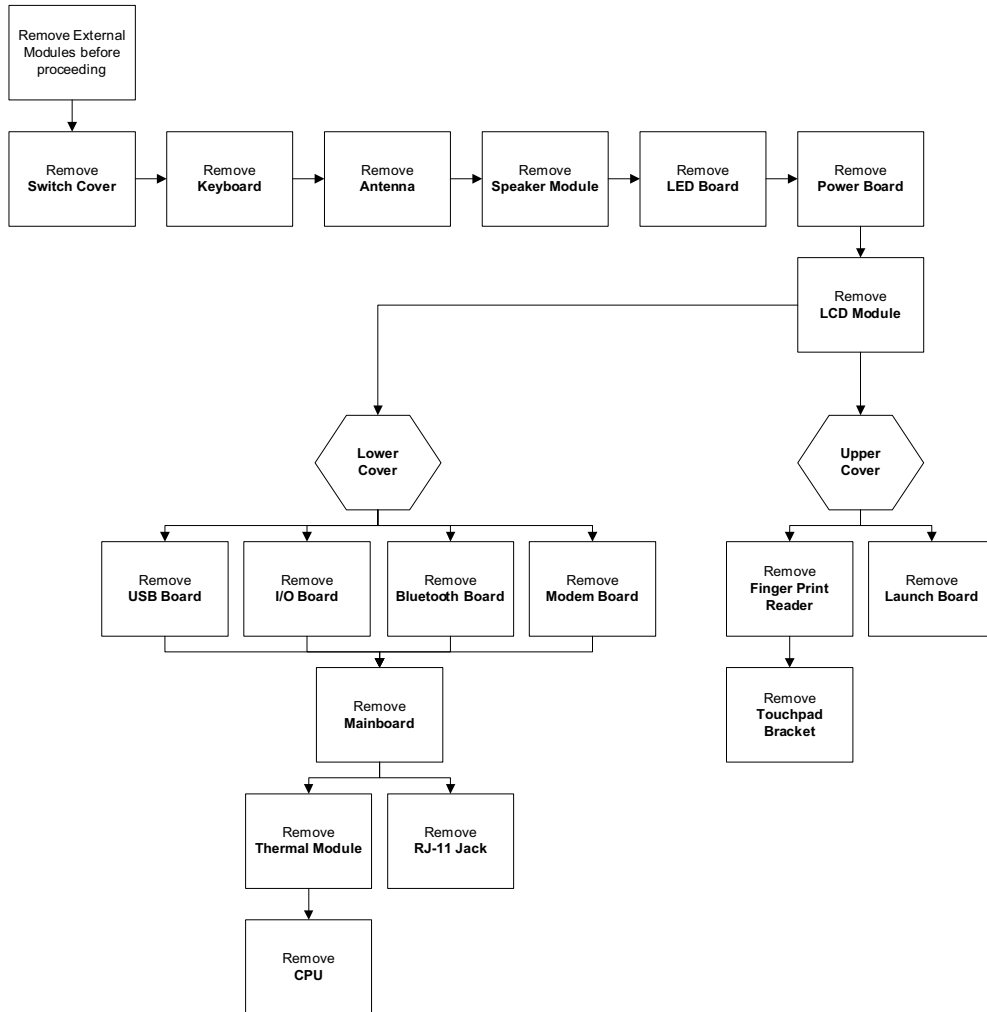 Remove External
Modules before
proceeding
Remove
Switch Cover
Remove
Keyboard
Remove
Antenna
Remove
Speaker Module
Remove
LED Board
Remove
Power Board
Remove
LCD Module
Lower
Cover
Upper
Cover
Remove
USB Board
Remove
I/O Board
Remove
Bluetooth Board
Remove
Modem Board
Remove
Finger Print
Reader
Remove
Launch Board
Remove
Mainboard
Remove
Touchpad
Bracket
Remove
Thermal Module
Remove
RJ-11 Jack
Remove
CPU